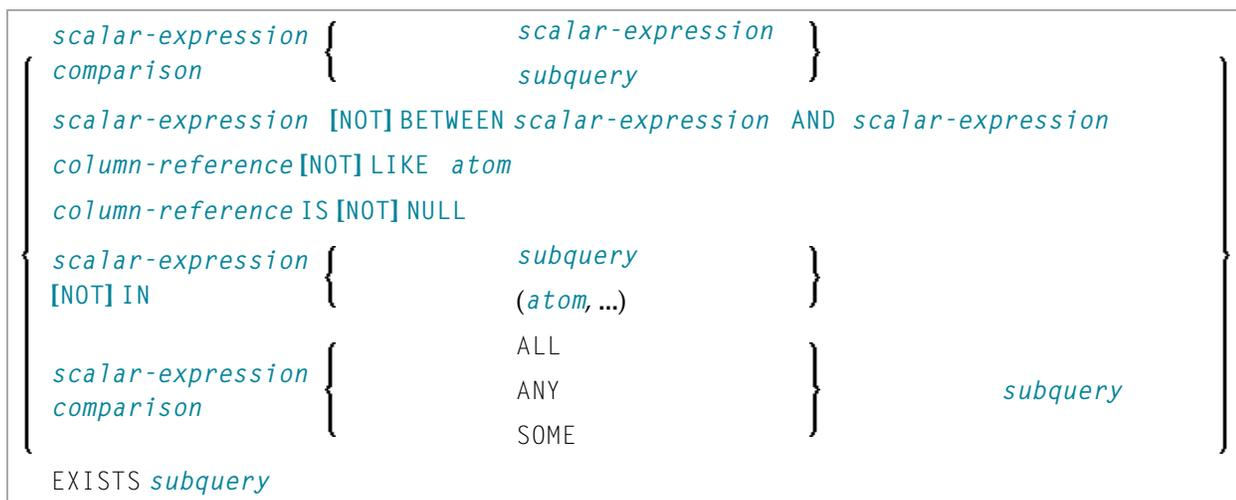 scalar-expression { scalar-expression }
comparison subquery
scalar-expression [NOT] BETWEEN scalar-expression AND scalar-expression
column-reference [NOT] LIKE atom
column-reference IS [NOT] NULL
scalar-expression { subquery }
[NOT] IN (atom, ...)
ALL
scalar-expression { ANY } subquery
comparison
SOME
EXISTS subquery